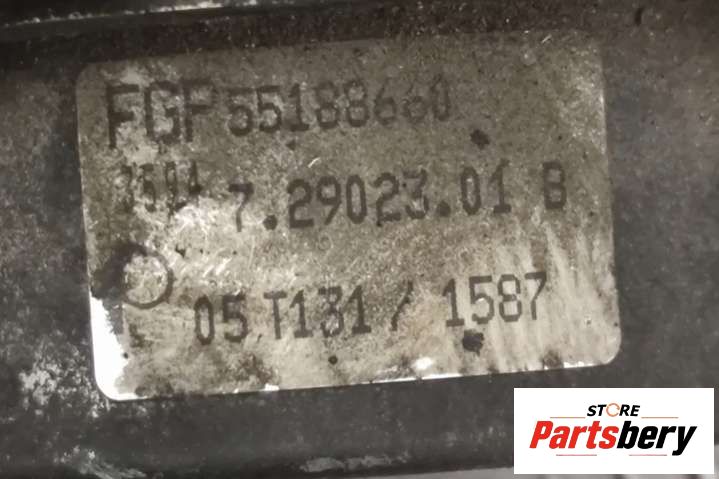 FGP 55188660
7.29023.01 B
05 T131 / 1587
STORE
Partsbery